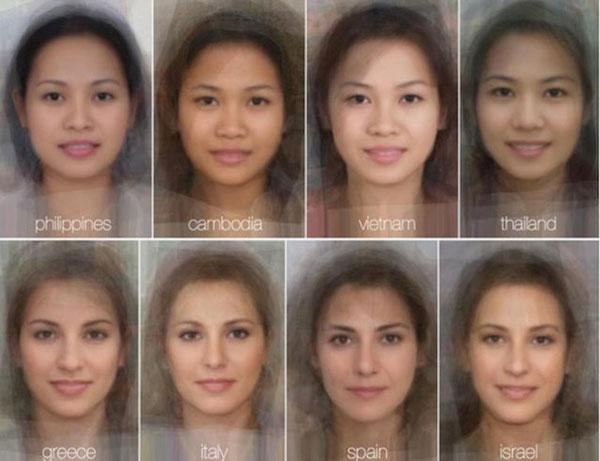 philippines
cambodia
vietnam
thailand
greece
italy
spain
israel